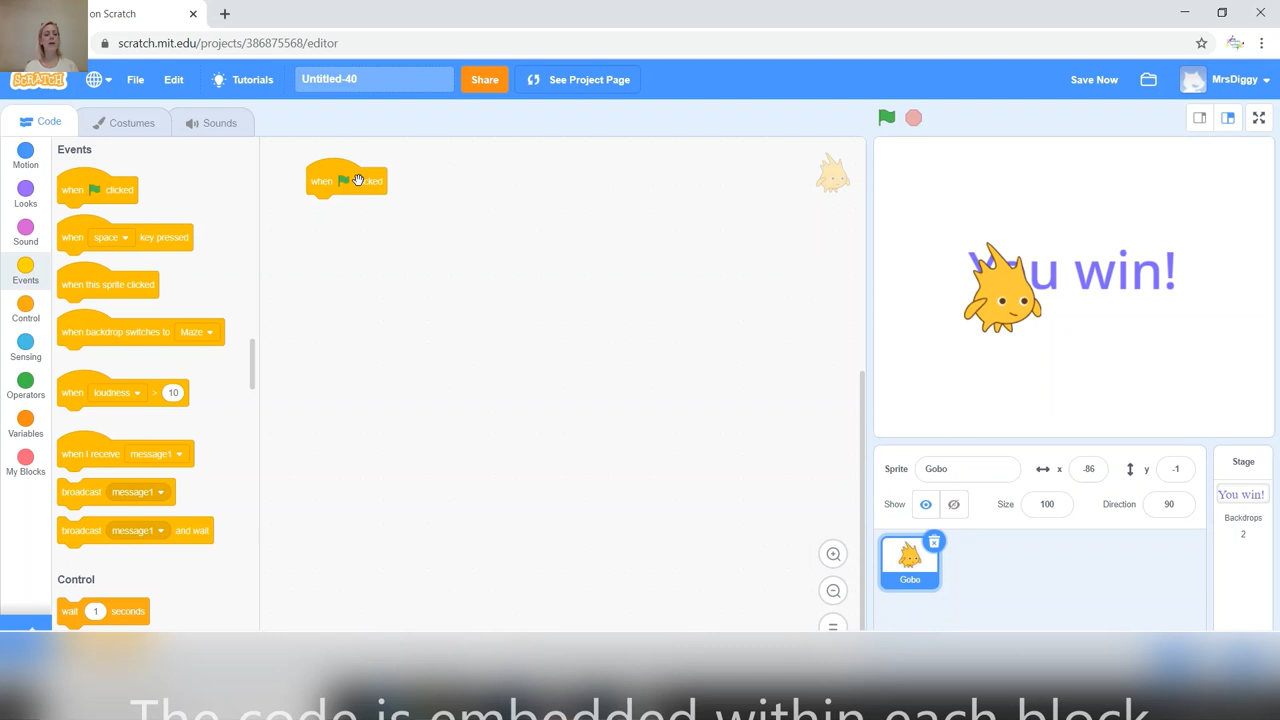 on Scratch
scratch.mit.edu/projects/386875568/editor
SCRATCH File Edit Tutorials Untitled-40 Share See Project Page Save Now MrsDiggy
Code Costumes Sounds
Motion
Looks
Sound
Events
Control
Sensing
Operators
Variables
My Blocks
Events
when clicked
when space key pressed
when this sprite clicked
when backdrop switches to Maze
when loudness > 10
when I receive message1
broadcast message1
broadcast message1 and wait
Control
wait 1 seconds
when
You win!
Sprite Gobo x -86 y -1
Show Size 100 Direction 90
Gobo
Stage
You win!
Backdrops
2
The code is embedded within each block